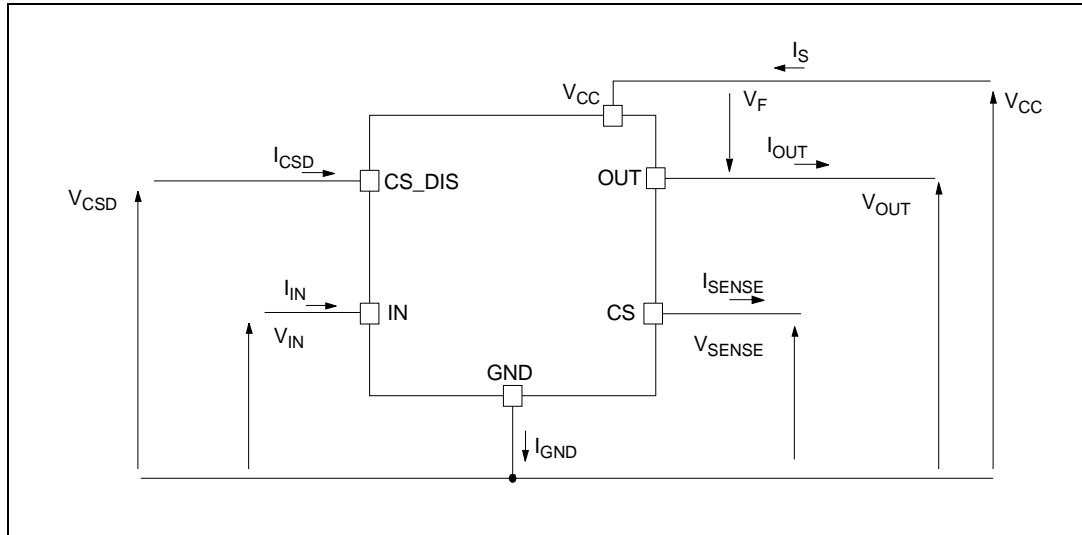 I_S
V_CC
V_F
V_CC
I_OUT
I_CSD
CS_DIS
OUT
V_CSD
V_OUT
I_IN
I_SENSE
IN
CS
V_IN
V_SENSE
GND
I_GND